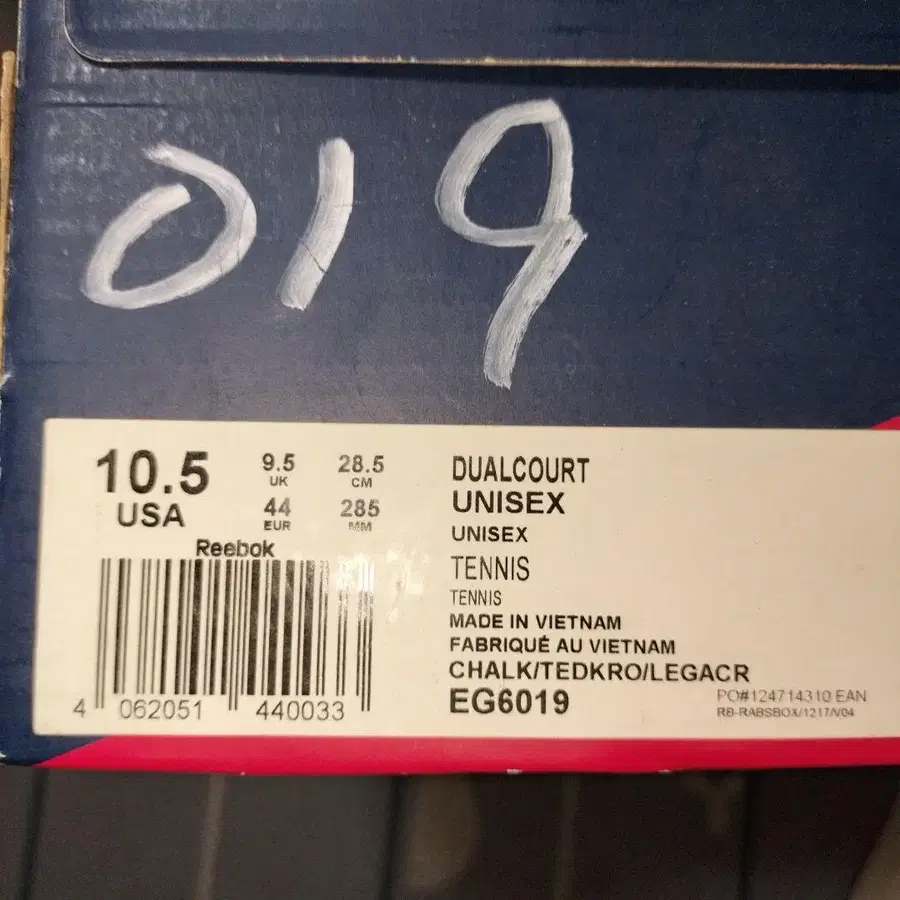 019
10.5 9.5 28.5
UK CM
USA 44 285
EUR MM
Reebok
4 062051 440033
DUALCOURT
UNISEX
UNISEX
TENNIS
TENNIS
MADE IN VIETNAM
FABRIQUÉ AU VIETNAM
CHALK/TEDKRO/LEGACR
EG6019
PO#124714310 EAN
RB-RABSBOX/1217/V04